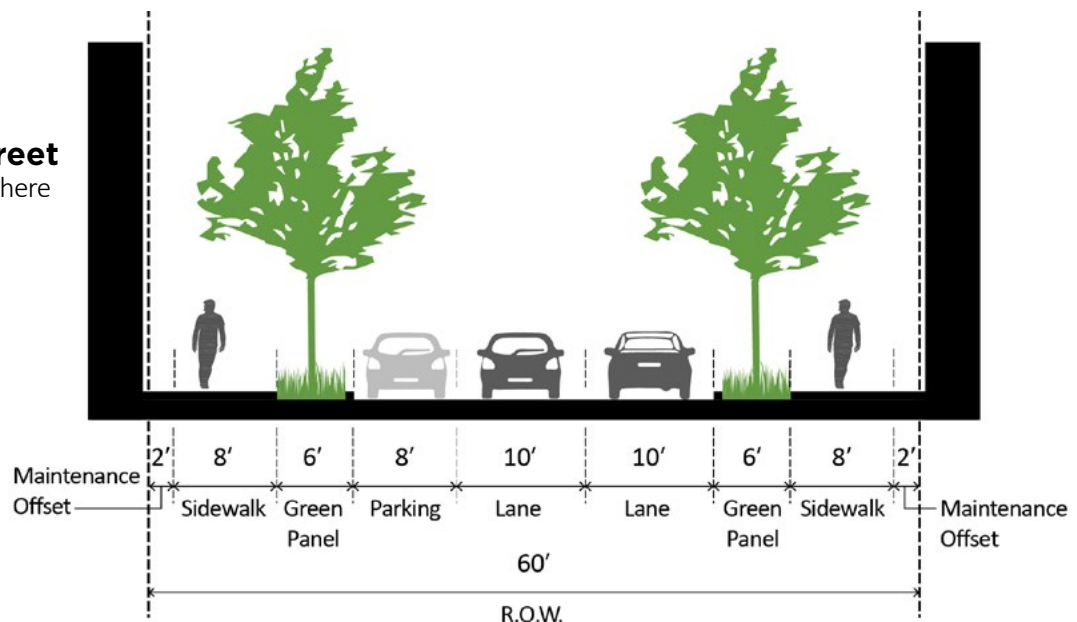 reet
here
2′ 8′ 6′ 8′ 10′ 10′ 6′ 8′ 2′
Maintenance
Offset
Sidewalk
Green
Panel
Parking
Lane
Lane
Green
Panel
Sidewalk
Maintenance
Offset
60′
R.O.W.